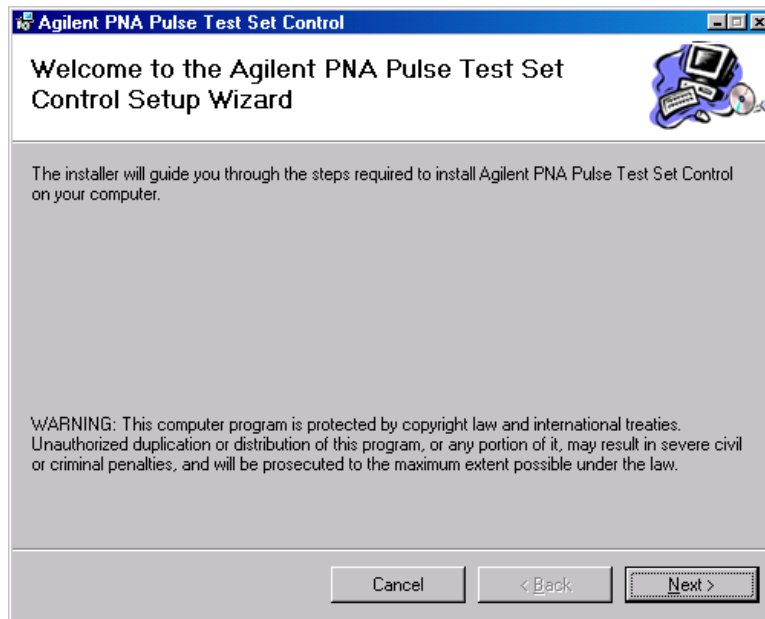 Agilent PNA Pulse Test Set Control
Welcome to the Agilent PNA Pulse Test Set
Control Setup Wizard
The installer will guide you through the steps required to install Agilent PNA Pulse Test Set Control
on your computer.
WARNING: This computer program is protected by copyright law and international treaties.
Unauthorized duplication or distribution of this program, or any portion of it, may result in severe civil
or criminal penalties, and will be prosecuted to the maximum extent possible under the law.
Cancel
< Back
Next >